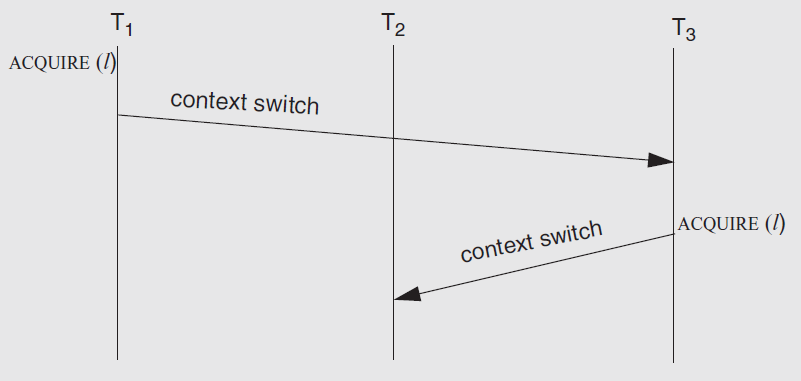 T1 T2 T3
ACQUIRE (l)
context switch
ACQUIRE (l)
context switch